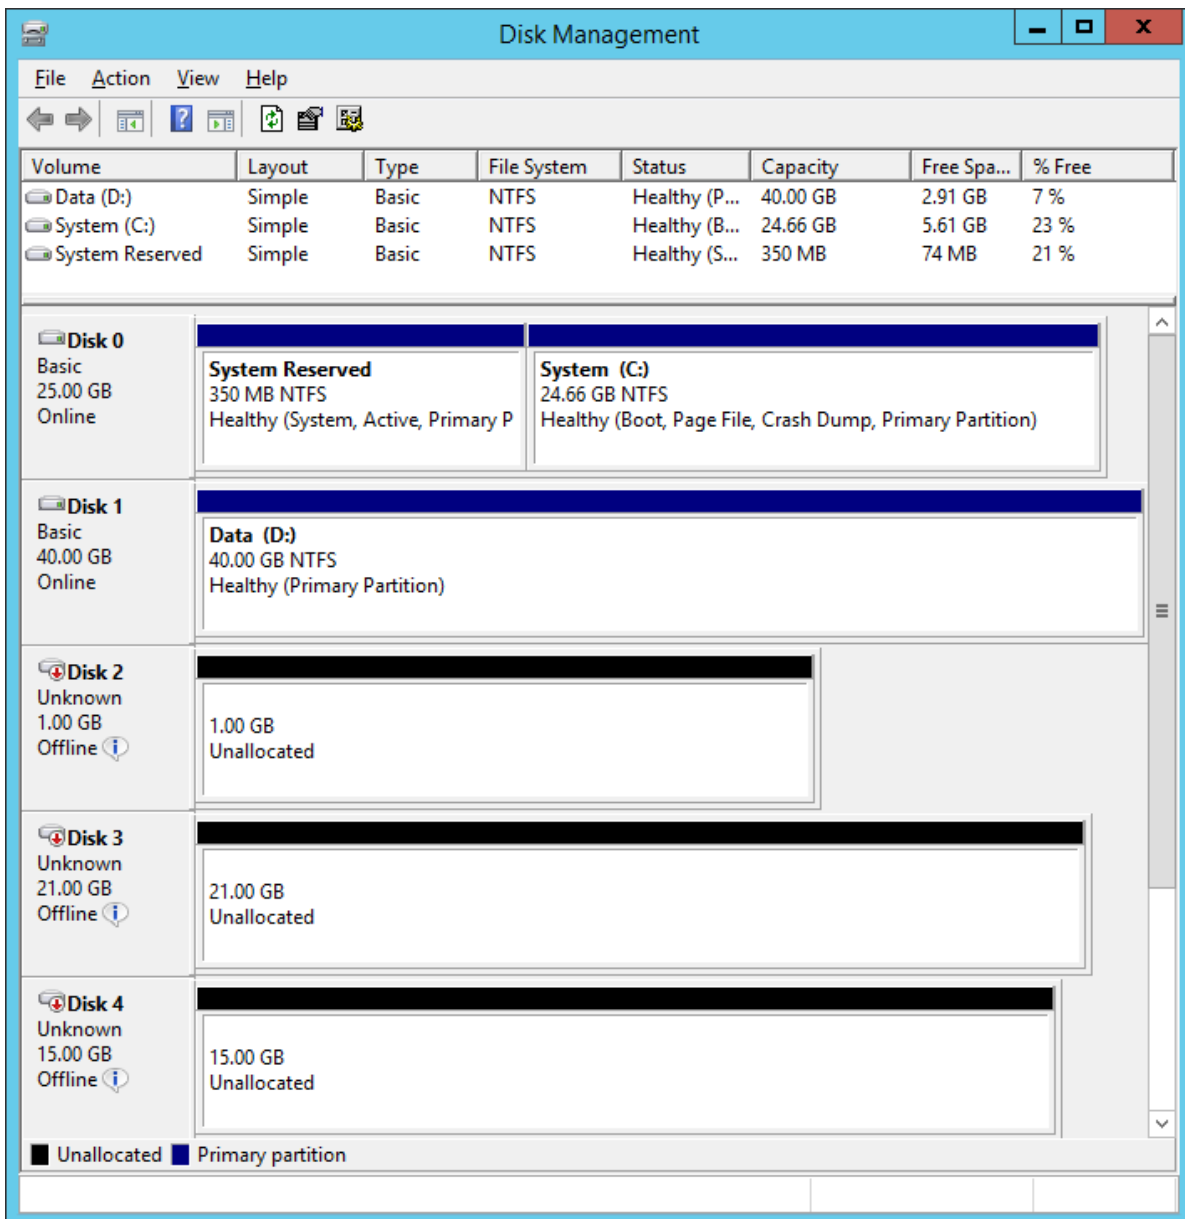 Disk Management
File Action View Help
Volume Layout Type File System Status Capacity Free Spa... % Free
Data (D:) Simple Basic NTFS Healthy (P... 40.00 GB 2.91 GB 7 %
System (C:) Simple Basic NTFS Healthy (B... 24.66 GB 5.61 GB 23 %
System Reserved Simple Basic NTFS Healthy (S... 350 MB 74 MB 21 %
Disk 0
Basic
25.00 GB
Online
System Reserved
350 MB NTFS
Healthy (System, Active, Primary P
System (C:)
24.66 GB NTFS
Healthy (Boot, Page File, Crash Dump, Primary Partition)
Disk 1
Basic
40.00 GB
Online
Data (D:)
40.00 GB NTFS
Healthy (Primary Partition)
Disk 2
Unknown
1.00 GB
Offline
1.00 GB
Unallocated
Disk 3
Unknown
21.00 GB
Offline
21.00 GB
Unallocated
Disk 4
Unknown
15.00 GB
Offline
15.00 GB
Unallocated
Unallocated Primary partition